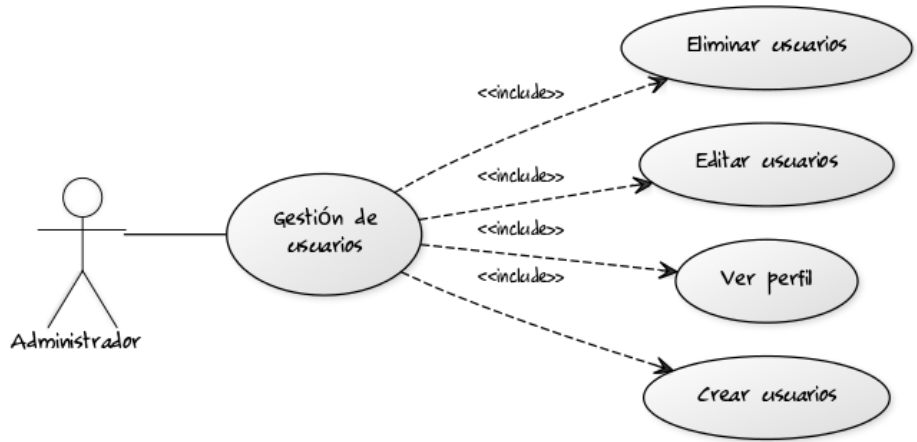 Eliminar usuarios
<<include>>
Editar usuarios
<<include>>
Gestión de
usuarios
<<include>>
Ver perfil
<<include>>
Administrador
Crear usuarios